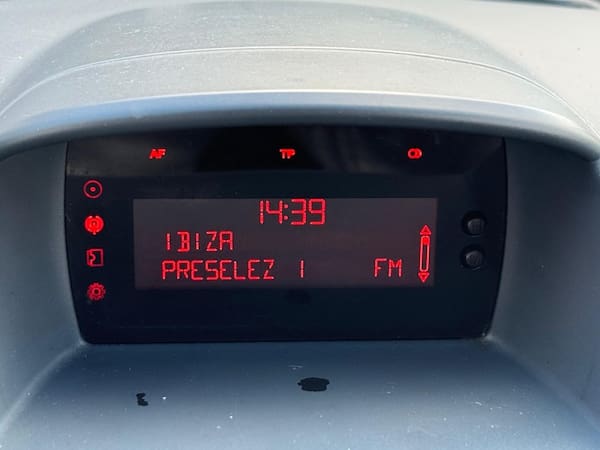 AF TP CD
14:39
IBIZA
PRESELEZ 1 FM